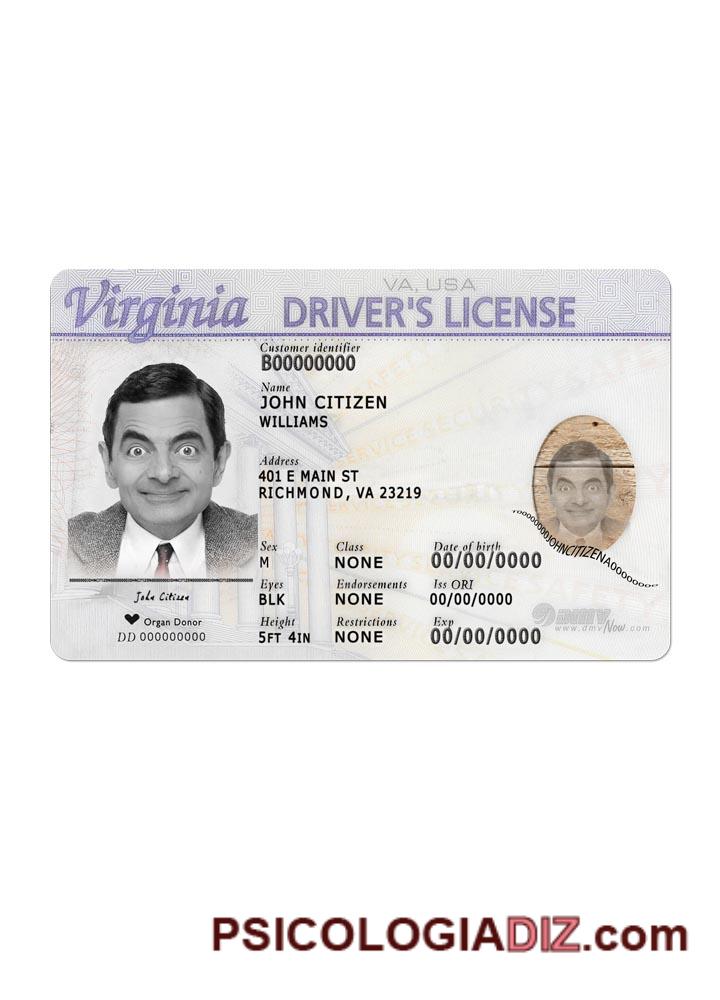 VA, USA
Virginia DRIVER'S LICENSE
Customer identifier
B00000000
Name
JOHN CITIZEN
WILLIAMS
Address
401 E MAIN ST
RICHMOND, VA 23219
Sex Class Date of birth
M NONE 00/00/0000
Eyes Endorsements Iss ORI
BLK NONE 00/00/0000
Height Restrictions Exp
5FT 4IN NONE 00/00/0000
John Citizen
Organ Donor
DD 000000000
DMV
www.dmvNow.com
PSICOLOGIADIZ.com